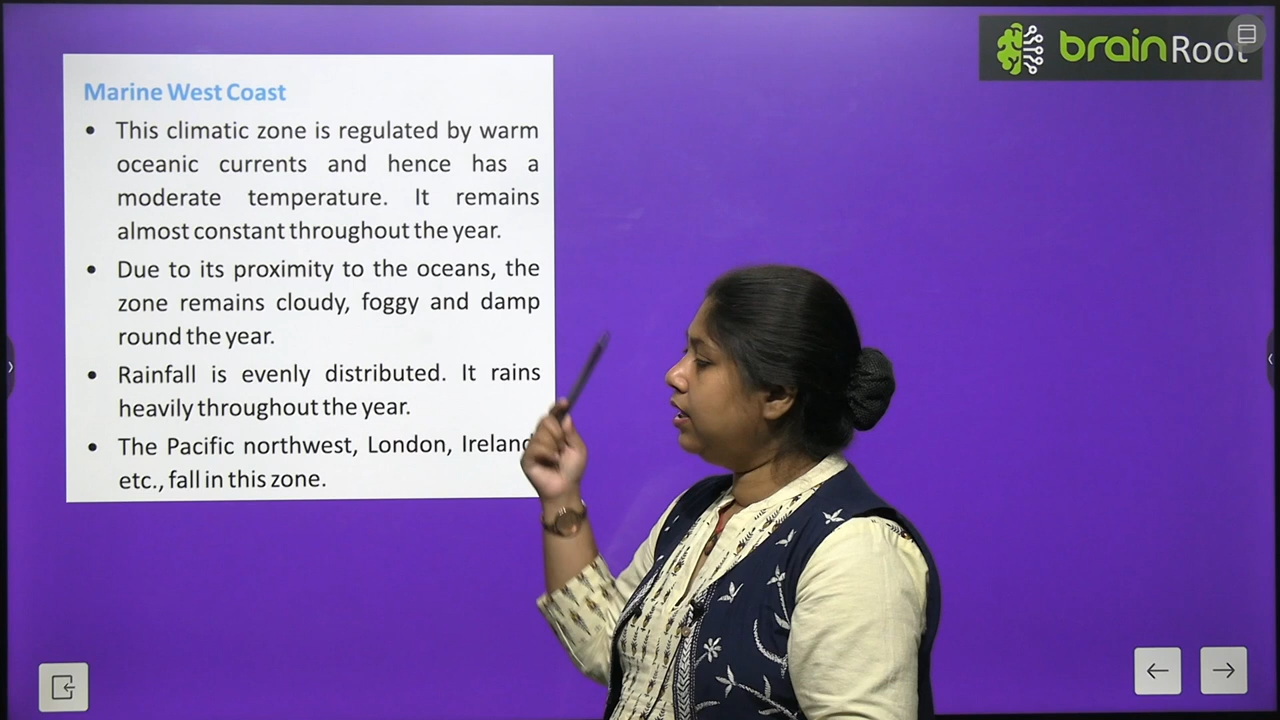 brainRoot
Marine West Coast
• This climatic zone is regulated by warm
oceanic currents and hence has a
moderate temperature. It remains
almost constant throughout the year.
• Due to its proximity to the oceans, the
zone remains cloudy, foggy and damp
round the year.
• Rainfall is evenly distributed. It rains
heavily throughout the year.
• The Pacific northwest, London, Ireland
etc., fall in this zone.